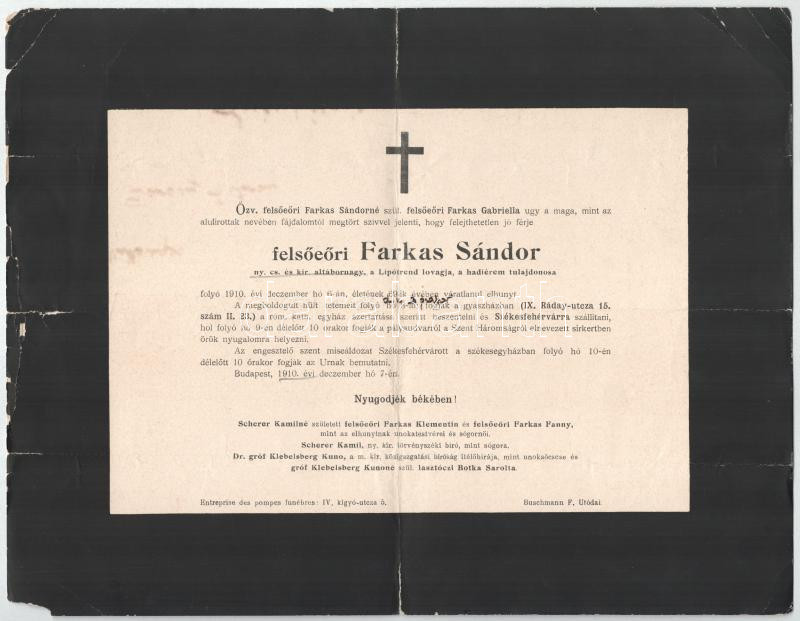 Özv. felsőeőri Farkas Sándorné szül. felsőeőri Farkas Gabriella ugy a maga, mint az
alulirottak nevében fájdalomtól megtört szivvel jelenti, hogy felejthetetlen jó férje
felsőeőri Farkas Sándor
ny. cs. és kir. altábornagy, a Lipótrend lovagja, a hadiérem tulajdonosa
folyó 1910. évi deczember hó 6-án, életének évében váratlanul elhunyt.
A megboldogult hült tetemeit folyó hó fogják a gyászházban (IX. Ráday-utcza 15.
szám II. 23.) a róm. kath. egyház szertartása szerint beszentelni és Székesfehérvárra szállitani,
hol folyó hó 9-én délelőtt 10 órakor fogják a pályaudvarról a Szent Háromságról elnevezett sirkertben
örök nyugalomra helyezni.
Az engesztelő szent miseáldozat Székesfehérvárott a székesegyházban folyó hó 10-én
délelőtt 10 órakor fogják az Urnak bemutatni.
Budapest, 1910. évi deczember hó 7-én.
Nyugodjék békében!
Scherer Kamilné született felsőeőri Farkas Klementin és felsőeőri Farkas Fanny,
mint az elhunytnak unokatestvérei és sógornői.
Scherer Kamil, ny. kir. törvényszéki biró, mint sógora.
Dr. gróf Klebelsberg Kuno, a m. kir. közigazgatási biróság itélőbirája, mint unokaöcscse és
gróf Klebelsberg Kunoné szül. lasztóczi Botka Sarolta.
Entreprise des pompes funèbres: IV, kigyó-utcza 5.
Buschmann F. Utódai